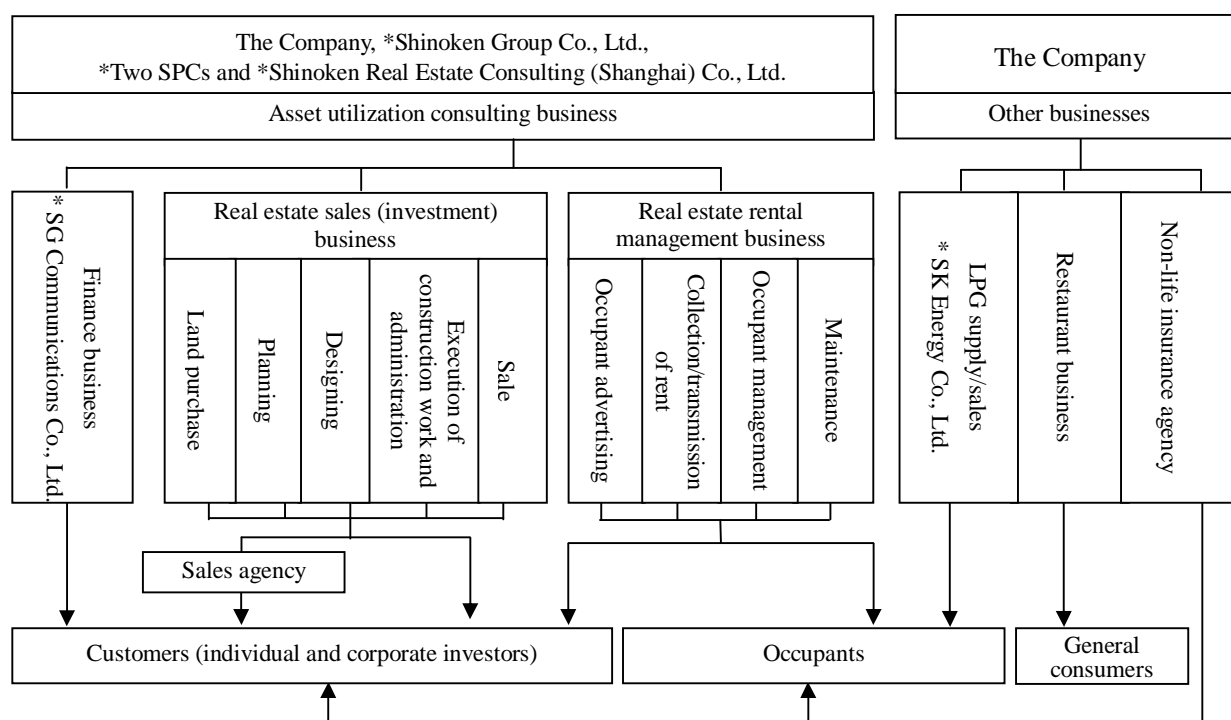 The Company, *Shinoken Group Co., Ltd.,
*Two SPCs and *Shinoken Real Estate Consulting (Shanghai) Co., Ltd.
Asset utilization consulting business
The Company
Other businesses
Finance business
* SG Communications Co., Ltd.
Real estate sales (investment)
business
Land purchase
Planning
Designing
Execution of
construction work and
administration
Sale
Real estate rental
management business
Occupant advertising
Collection/transmission
of rent
Occupant management
Maintenance
LPG supply/sales
* SK Energy Co., Ltd.
Restaurant business
Non-life insurance agency
Sales agency
Customers (individual and corporate investors)
Occupants
General
consumers